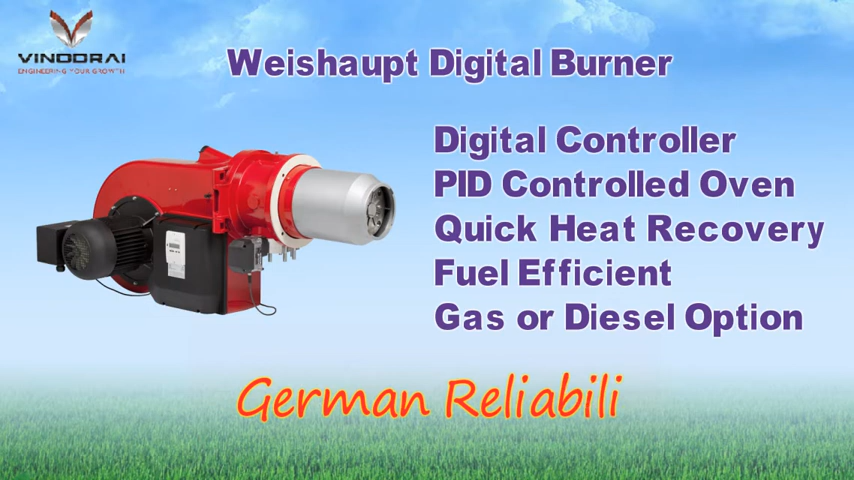 VINODRAI
ENGINEERING YOUR GROWTH
Weishaupt Digital Burner
Digital Controller
PID Controlled Oven
Quick Heat Recovery
Fuel Efficient
Gas or Diesel Option
German Reliabili